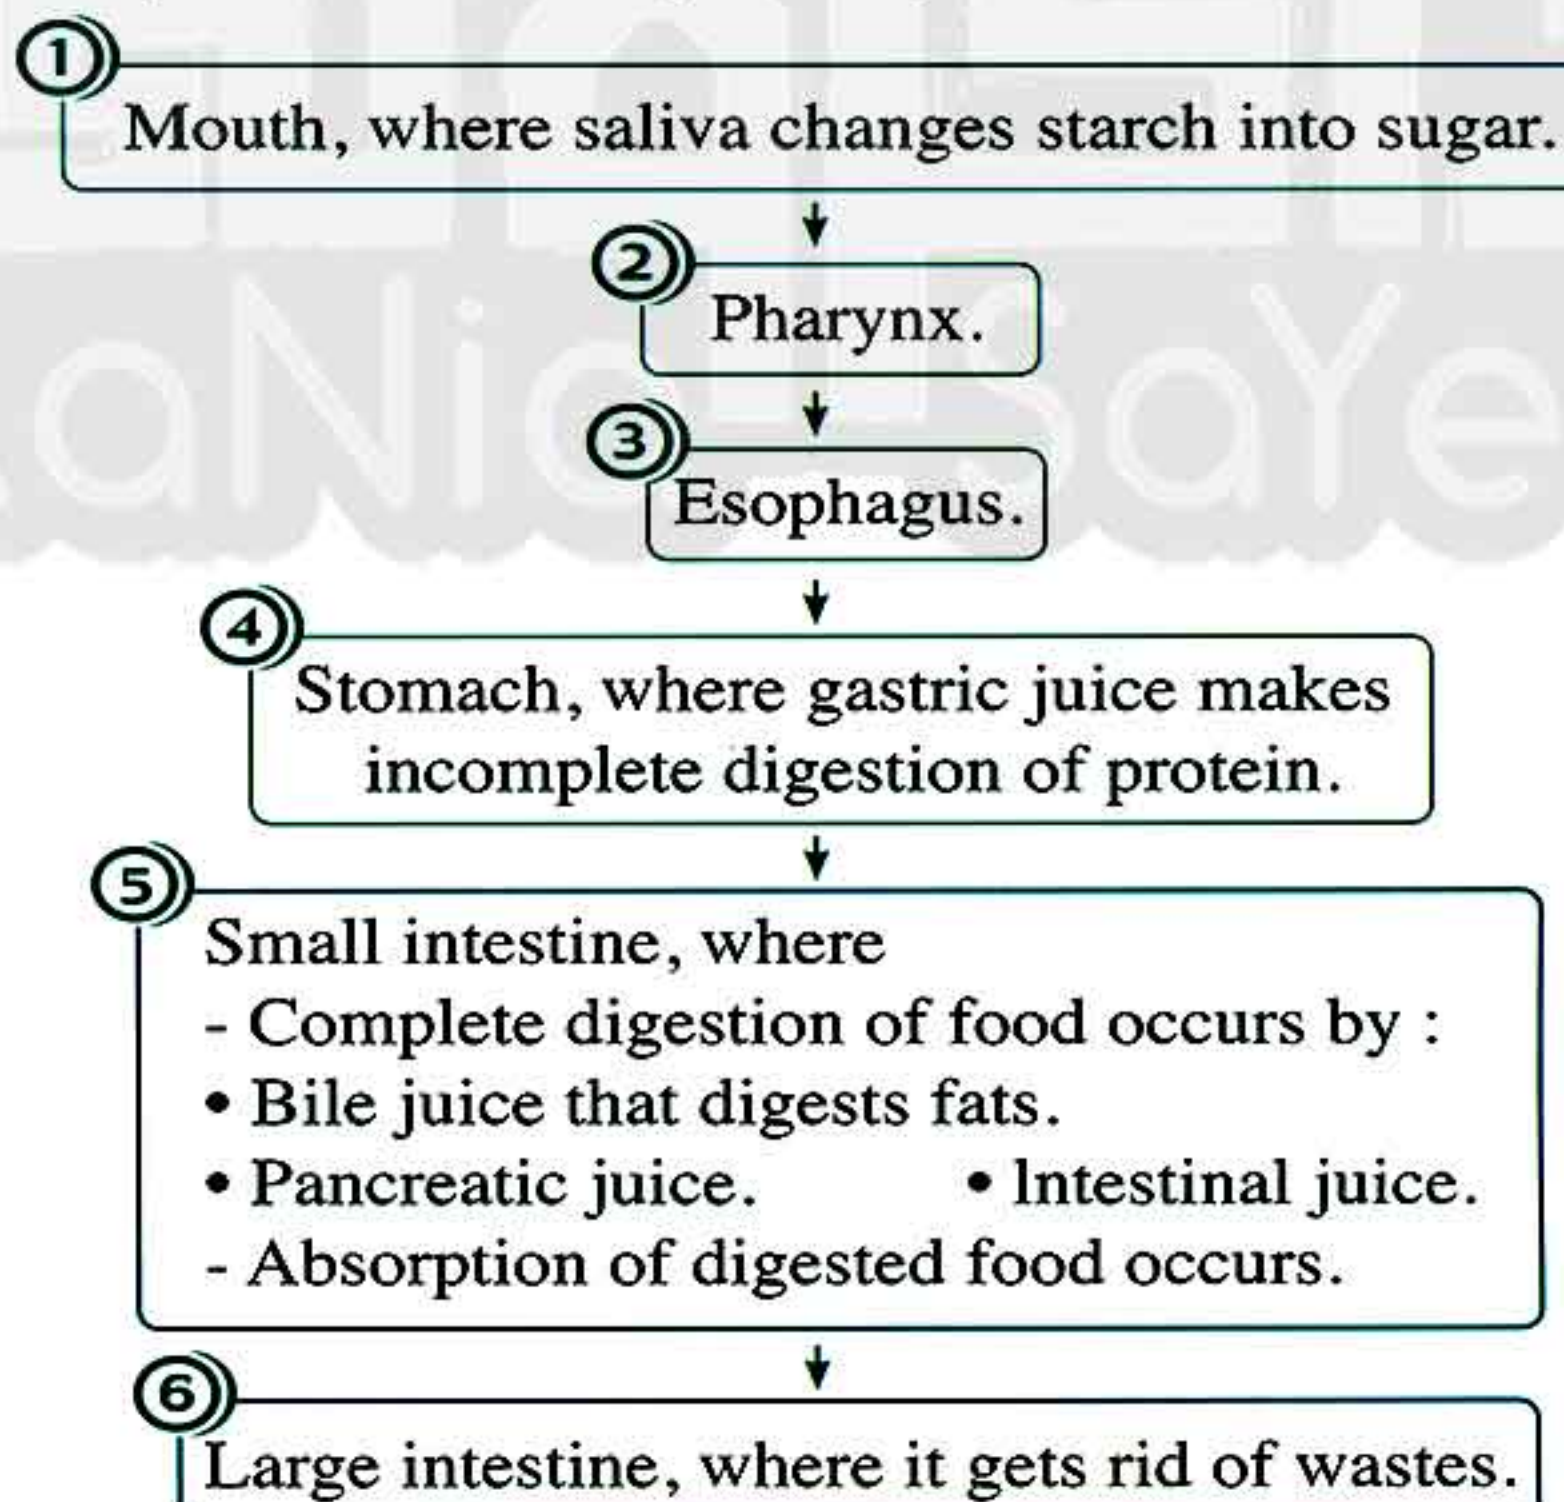 1
Mouth, where saliva changes starch into sugar.
2
Pharynx.
3
Esophagus.
4
Stomach, where gastric juice makes
incomplete digestion of protein.
5
Small intestine, where
- Complete digestion of food occurs by :
• Bile juice that digests fats.
• Pancreatic juice. • Intestinal juice.
- Absorption of digested food occurs.
6
Large intestine, where it gets rid of wastes.